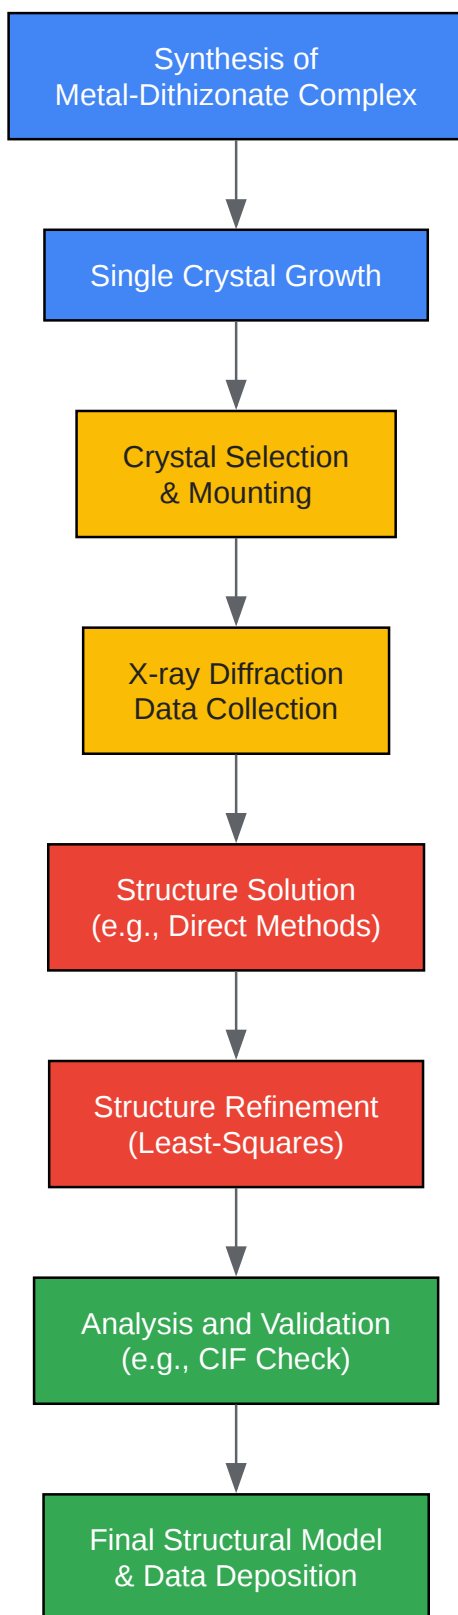 Synthesis of
Metal-Dithizonate Complex
Single Crystal Growth
Crystal Selection
& Mounting
X-ray Diffraction
Data Collection
Structure Solution
(e.g., Direct Methods)
Structure Refinement
(Least-Squares)
Analysis and Validation
(e.g., CIF Check)
Final Structural Model
& Data Deposition